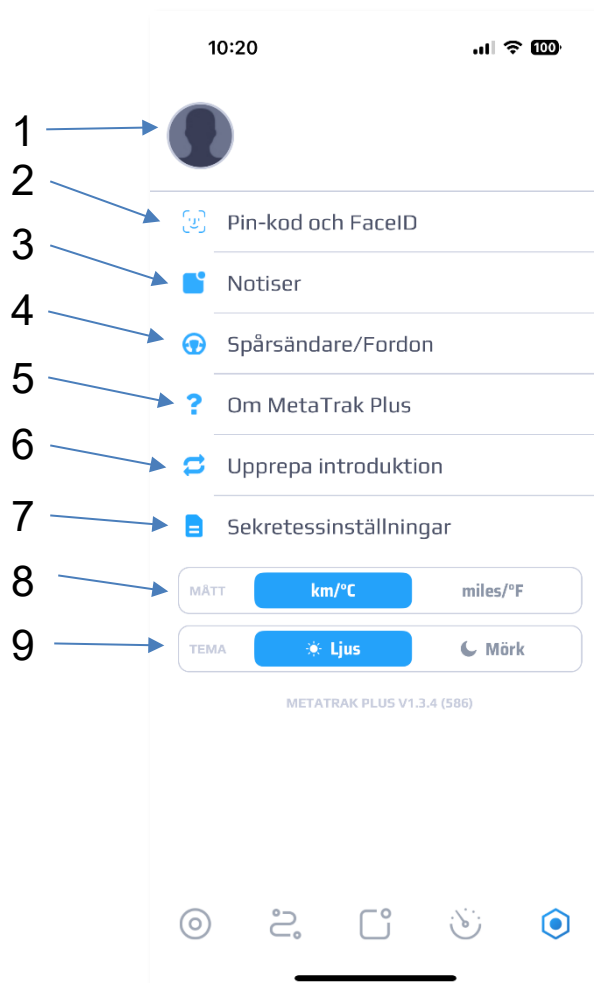 10:20
100
1
2
Pin-kod och FaceID
3
Notiser
4
Spårsändare/Fordon
5
Om MetaTrak Plus
6
Upprepa introduktion
7
Sekretessinställningar
8
MÅTT km/°C miles/°F
9
TEMA Ljus Mörk
METATRAK PLUS V1.3.4 (586)